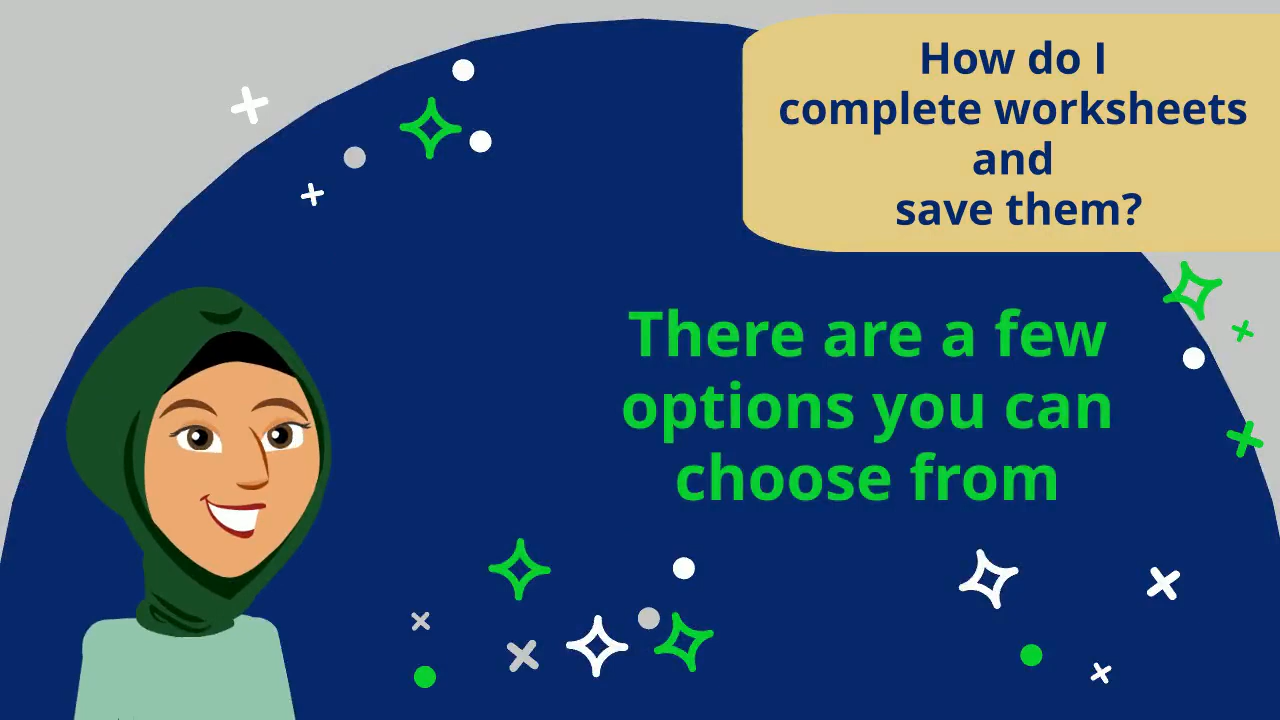 How do I
complete worksheets
and
save them?
There are a few
options you can
choose from